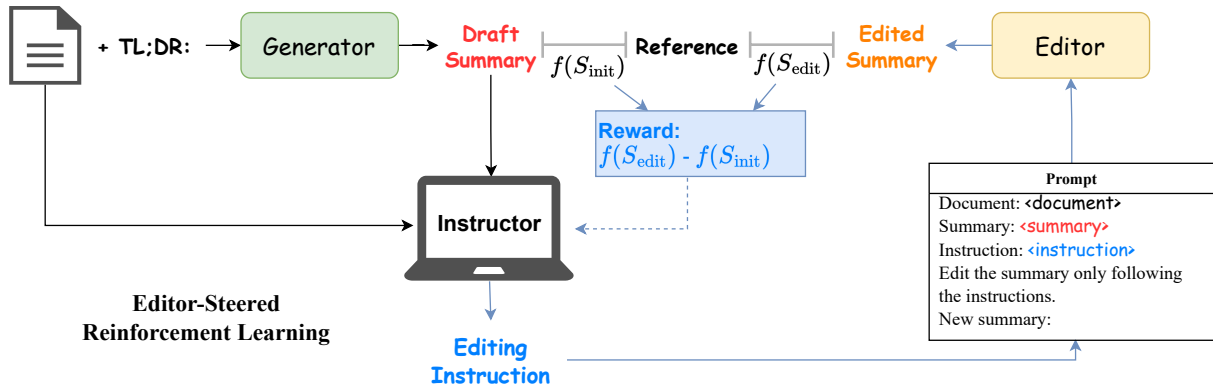 + TL;DR:
Generator
Draft
Summary
f(S_init)
Reference
f(S_edit)
Edited
Summary
Editor
Reward:
f(S_edit) - f(S_init)
Instructor
Prompt
Document: <document>
Summary: <summary>
Instruction: <instruction>
Edit the summary only following
the instructions.
New summary:
Editor-Steered
Reinforcement Learning
Editing
Instruction